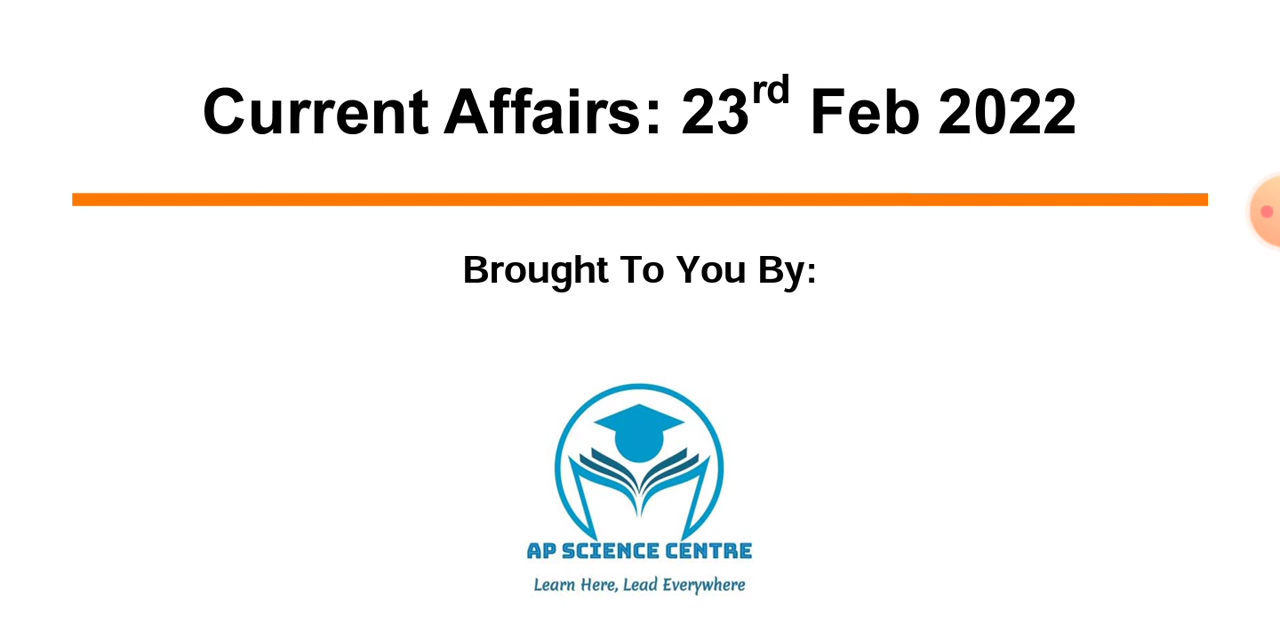 Current Affairs: 23rd Feb 2022
Brought To You By:
AP SCIENCE CENTRE
Learn Here, Lead Everywhere